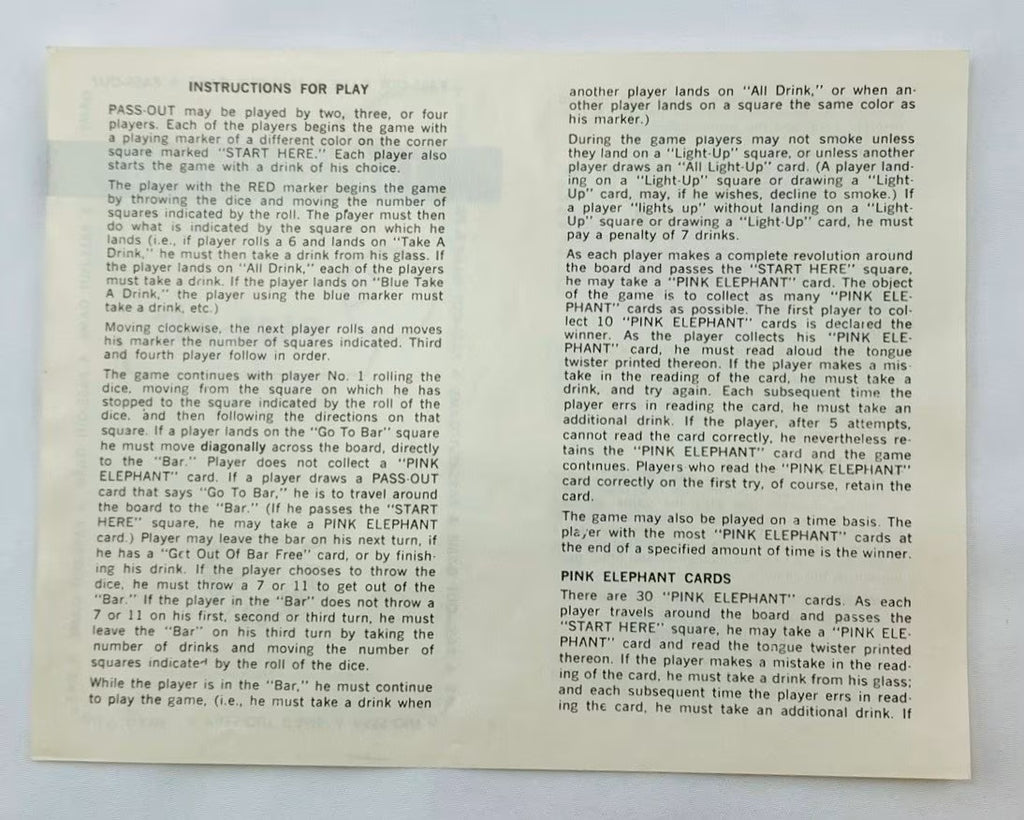 INSTRUCTIONS FOR PLAY
PASS-OUT may be played by two, three, or four
players. Each of the players begins the game with
a playing marker of a different color on the corner
square marked "START HERE." Each player also
starts the game with a drink of his choice.
The player with the RED marker begins the game
by throwing the dice and moving the number of
squares indicated by the roll. The player must then
do what is indicated by the square on which he
lands (i.e., if player rolls a 6 and lands on "Take A
Drink," he must then take a drink from his glass. If
the player lands on "All Drink," each of the players
must take a drink. If the player lands on "Blue Take
A Drink," the player using the blue marker must
take a drink, etc.)
Moving clockwise, the next player rolls and moves
his marker the number of squares indicated. Third
and fourth player follow in order.
The game continues with player No. 1 rolling the
dice, moving from the square on which he has
stopped to the square indicated by the roll of the
dice, and then following the directions on that
square. If a player lands on the "Go To Bar" square
he must move diagonally across the board, directly
to the "Bar." Player does not collect a "PINK
ELEPHANT" card. If a player draws a PASS-OUT
card that says "Go To Bar," he is to travel around
the board to the "Bar." (If he passes the "START
HERE" square, he may take a PINK ELEPHANT
card.) Player may leave the bar on his next turn, if
he has a "Get Out Of Bar Free" card, or by finish-
ing his drink. If the player chooses to throw the
dice, he must throw a 7 or 11 to get out of the
"Bar." If the player in the "Bar" does not throw a
7 or 11 on his first, second or third turn, he must
leave the "Bar" on his third turn by taking the
number of drinks and moving the number of
squares indicated by the roll of the dice.
While the player is in the "Bar," he must continue
to play the game, (i.e., he must take a drink when
another player lands on "All Drink," or when an-
other player lands on a square the same color as
his marker.)
During the game players may not smoke unless
they land on a "Light-Up" square, or unless another
player draws an "All Light-Up" card. (A player land-
ing on a "Light-Up" square or drawing a "Light-
Up" card, may, if he wishes, decline to smoke.) If
a player "lights up" without landing on a "Light-
Up" square or drawing a "Light-Up" card, he must
pay a penalty of 7 drinks.
As each player makes a complete revolution around
the board and passes the "START HERE" square,
he may take a "PINK ELEPHANT" card. The object
of the game is to collect as many "PINK ELE-
PHANT" cards as possible. The first player to col-
lect 10 "PINK ELEPHANT" cards is declared the
winner. As the player collects his "PINK ELE-
PHANT" card, he must read aloud the tongue
twister printed thereon. If the player makes a mis-
take in the reading of the card, he must take a
drink, and try again. Each subsequent time the
player errs in reading the card, he must take an
additional drink. If the player, after 5 attempts,
cannot read the card correctly, he nevertheless re-
tains the "PINK ELEPHANT" card and the game
continues. Players who read the "PINK ELEPHANT"
card correctly on the first try, of course, retain the
card.
The game may also be played on a time basis. The
player with the most "PINK ELEPHANT" cards at
the end of a specified amount of time is the winner.
PINK ELEPHANT CARDS
There are 30 "PINK ELEPHANT" cards. As each
player travels around the board and passes the
"START HERE" square, he may take a "PINK ELE-
PHANT" card and read the tongue twister printed
thereon. If the player makes a mistake in the read-
ing of the card, he must take a drink from his glass;
and each subsequent time the player errs in read-
ing the card, he must take an additional drink. If